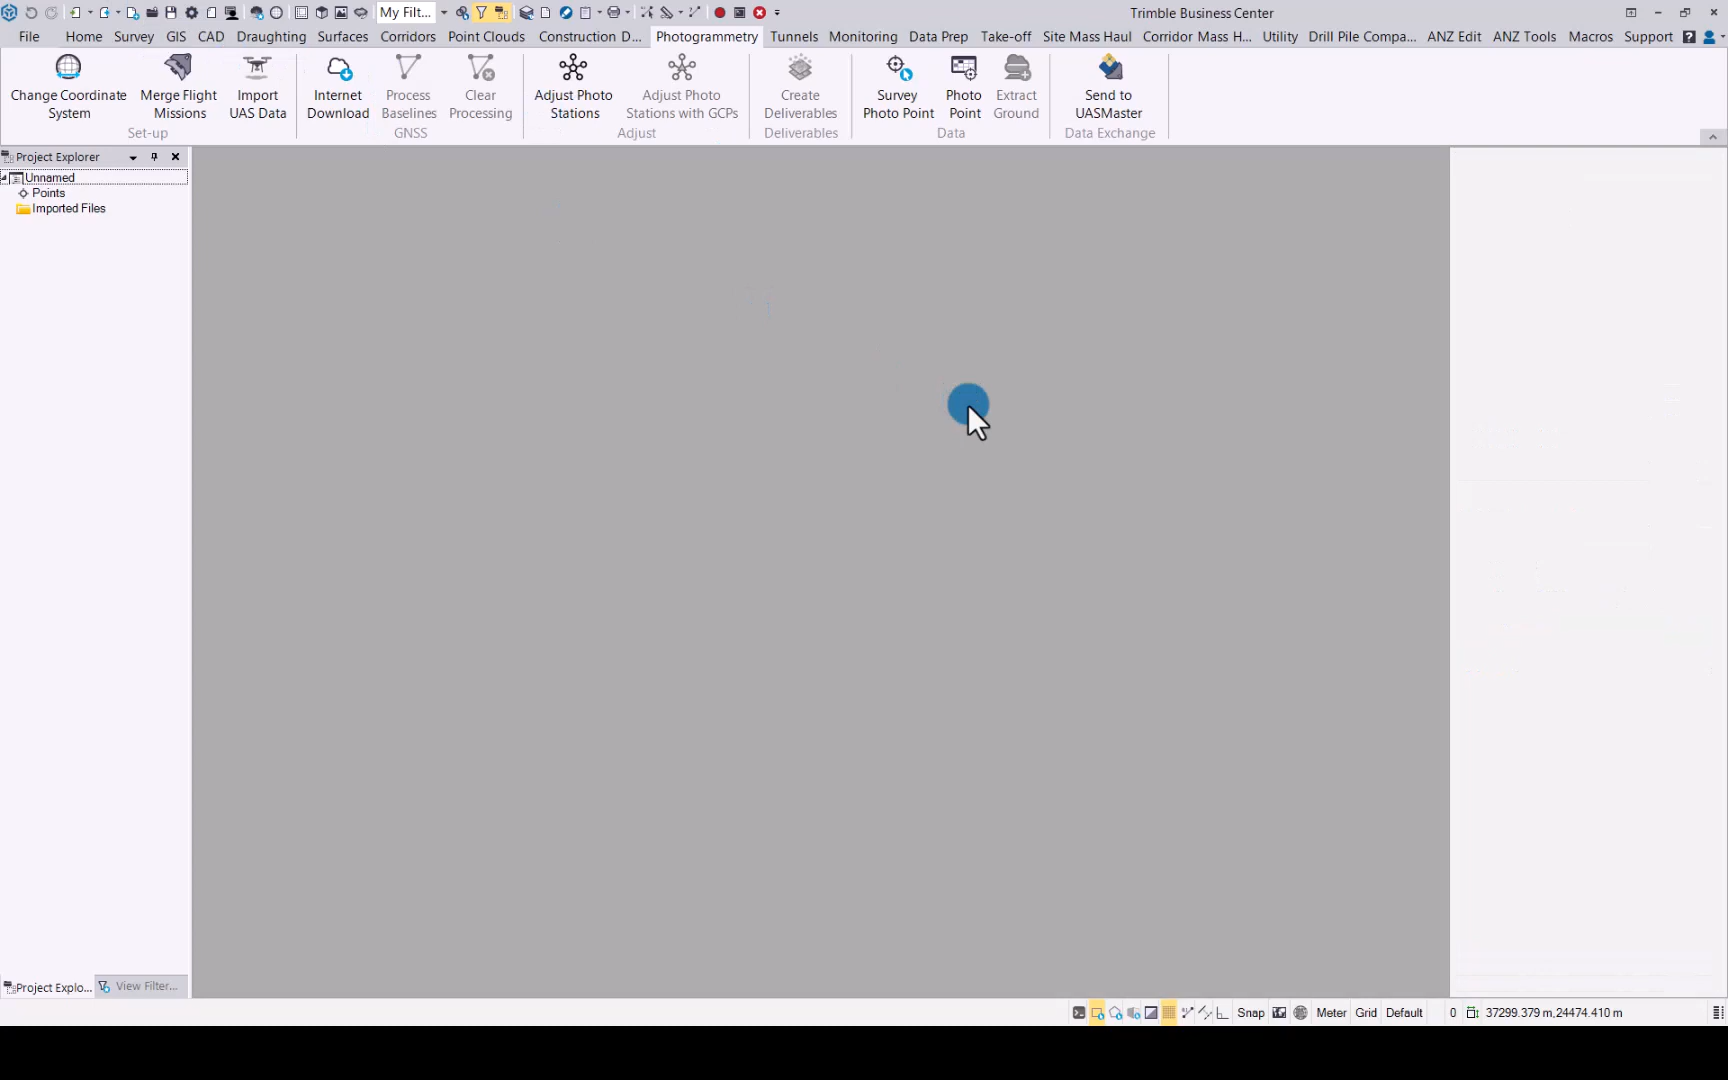 My Filt...
Trimble Business Center
File Home Survey GIS CAD Draughting Surfaces Corridors Point Clouds Construction D... Photogrammetry Tunnels Monitoring Data Prep Take-off Site Mass Haul Corridor Mass H... Utility Drill Pile Compa... ANZ Edit ANZ Tools Macros Support
Change Coordinate System
Merge Flight Missions
Import UAS Data
Set-up
Internet Download
Process Baselines
Clear Processing
GNSS
Adjust Photo Stations
Adjust Photo Stations with GCPs
Adjust
Create Deliverables
Deliverables
Survey Photo Point
Photo Point
Extract Ground
Data
Send to UASMaster
Data Exchange
Project Explorer
Unnamed
Points
Imported Files
Project Explo...
View Filter...
Snap
Meter
Grid
Default
0
37299.379 m,24474.410 m